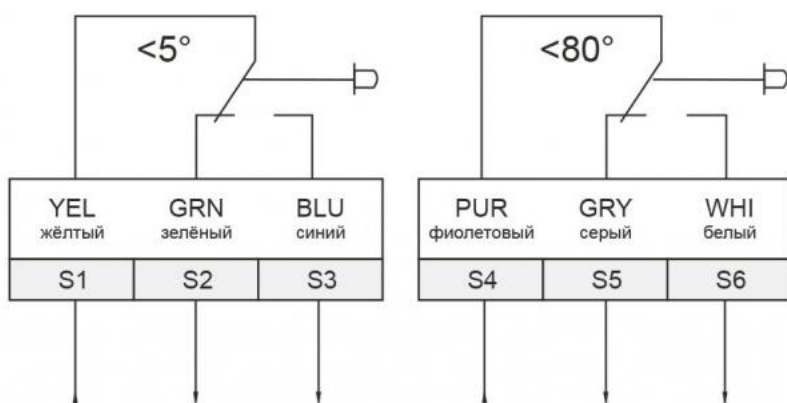 <5° <80°
YEL GRN BLU PUR GRY WHI
жёлтый зелёный синий фиолетовый серый белый
S1 S2 S3 S4 S5 S6